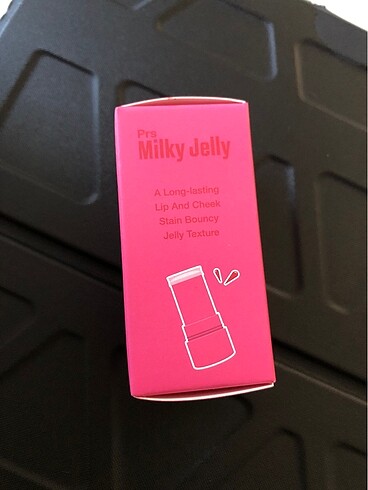 Prs
Milky Jelly
A Long-lasting
Lip And Cheek
Stain Bouncy
Jelly Texture